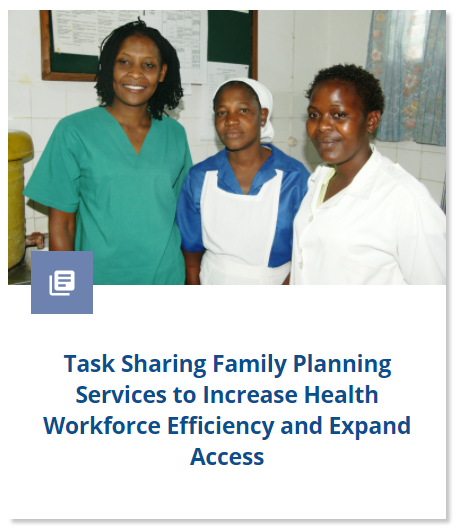 Task Sharing Family Planning
Services to Increase Health
Workforce Efficiency and Expand
Access